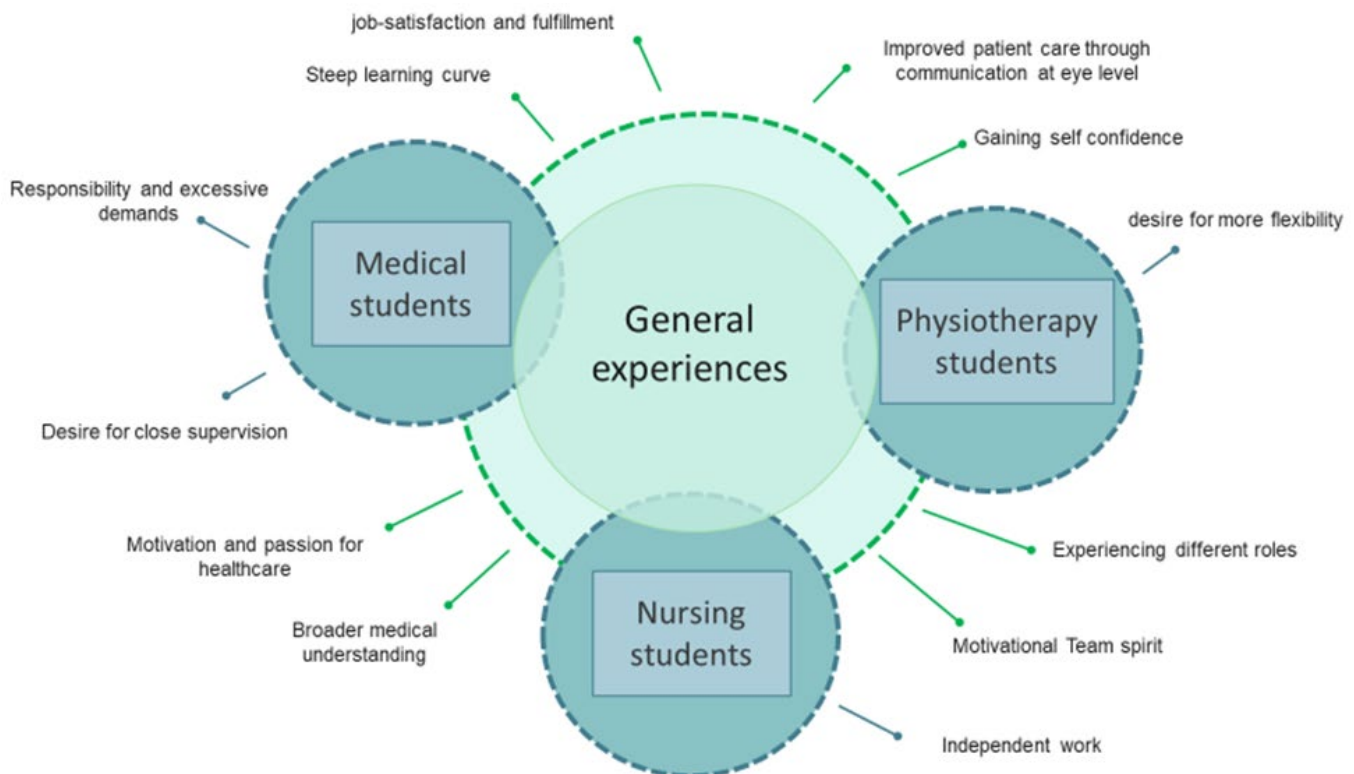 job-satisfaction and fulfillment
Steep learning curve
Improved patient care through
communication at eye level
Gaining self confidence
Responsibility and excessive
demands
desire for more flexibility
Medical
students
General
experiences
Physiotherapy
students
Desire for close supervision
Motivation and passion for
healthcare
Experiencing different roles
Broader medical
understanding
Nursing
students
Motivational Team spirit
Independent work